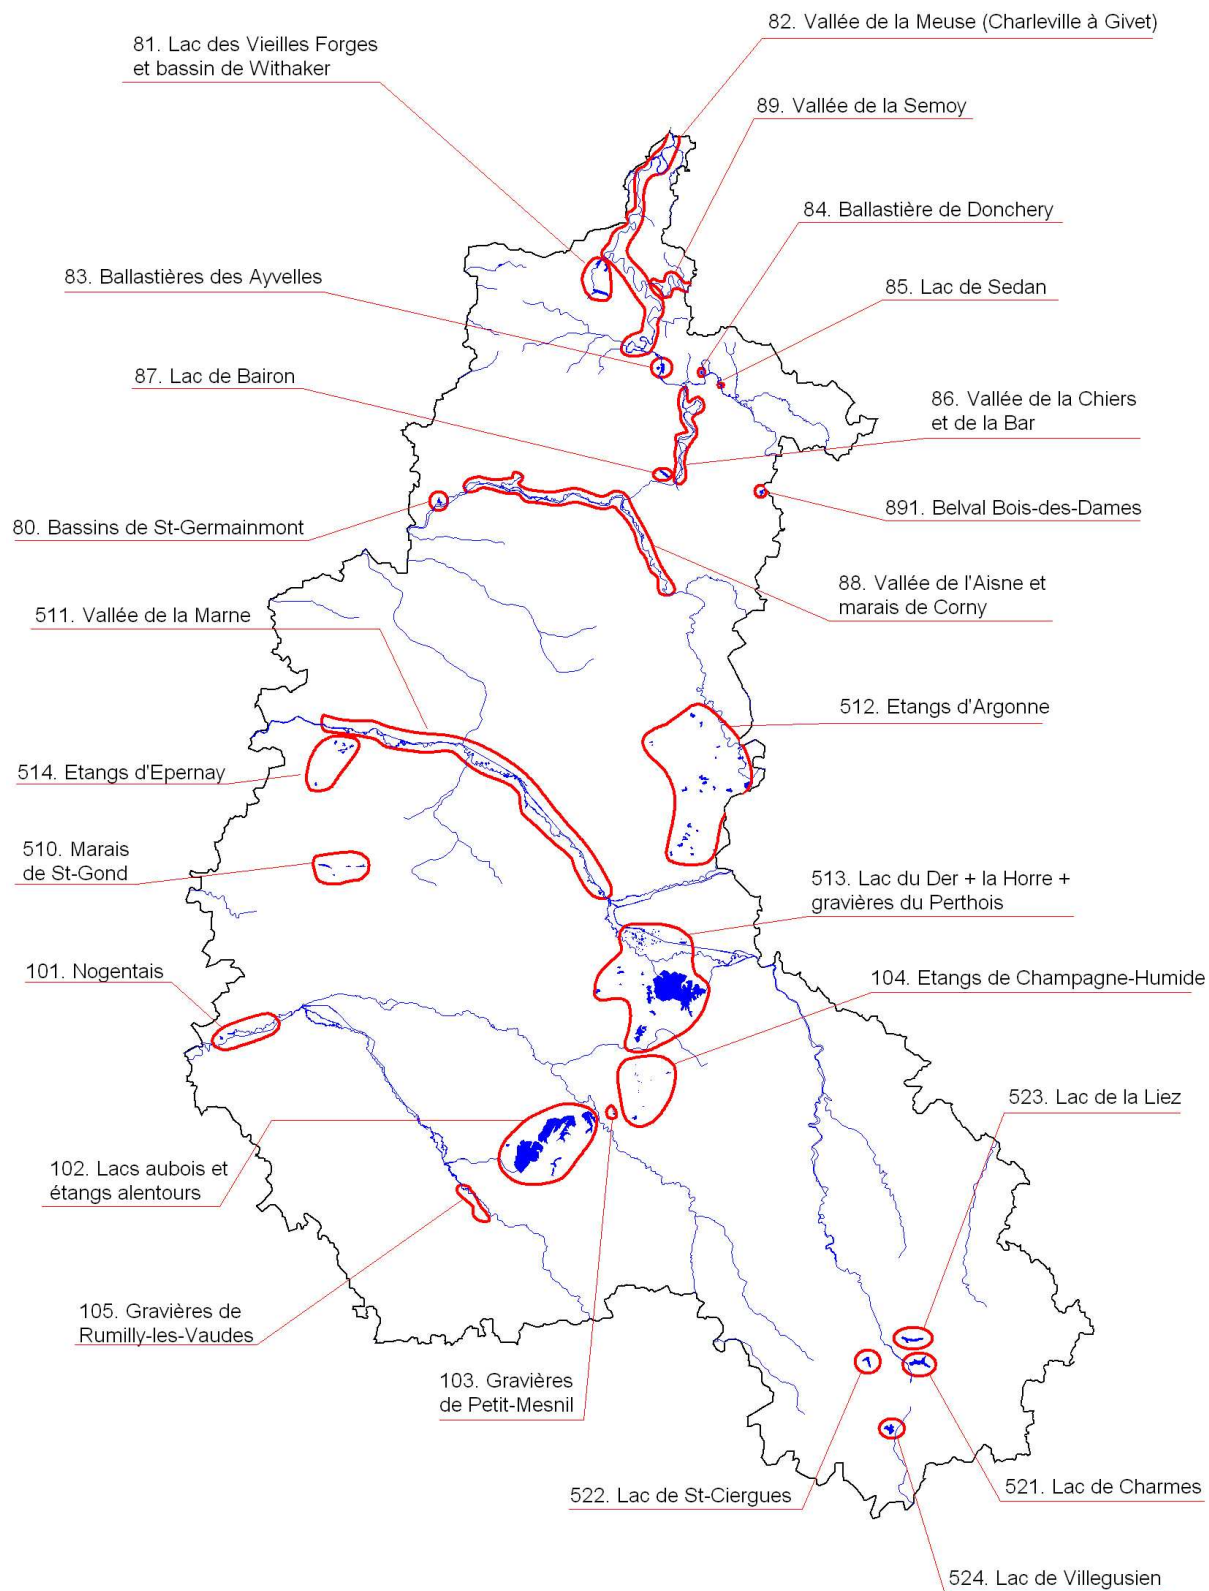 82. Vallée de la Meuse (Charleville à Givet)
81. Lac des Vieilles Forges
et bassin de Withaker
89. Vallée de la Semoy
84. Ballastière de Donchery
83. Ballastières des Ayvelles
85. Lac de Sedan
87. Lac de Bairon
86. Vallée de la Chiers
et de la Bar
80. Bassins de St-Germainmont
891. Belval Bois-des-Dames
88. Vallée de l'Aisne et
marais de Corny
511. Vallée de la Marne
512. Etangs d'Argonne
514. Etangs d'Epernay
510. Marais
de St-Gond
513. Lac du Der + la Horre +
gravières du Perthois
101. Nogentais
104. Etangs de Champagne-Humide
523. Lac de la Liez
102. Lacs aubois et
étangs alentours
105. Gravières de
Rumilly-les-Vaudes
103. Gravières
de Petit-Mesnil
522. Lac de St-Ciergues
521. Lac de Charmes
524. Lac de Villegusien